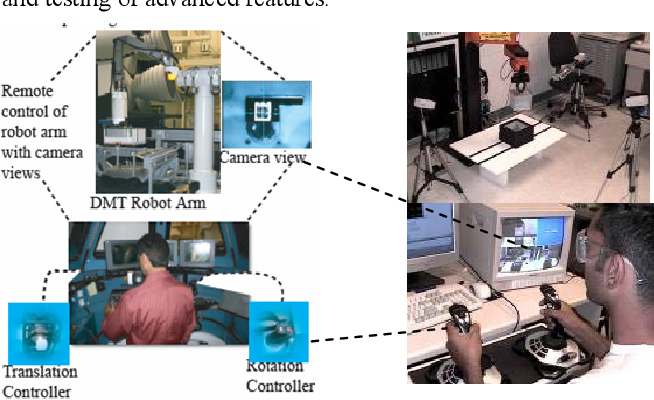 and testing of advanced features.
Remote
control of
robot arm
with camera
views
Camera view
DMT Robot Arm
Translation
Controller
Rotation
Controller